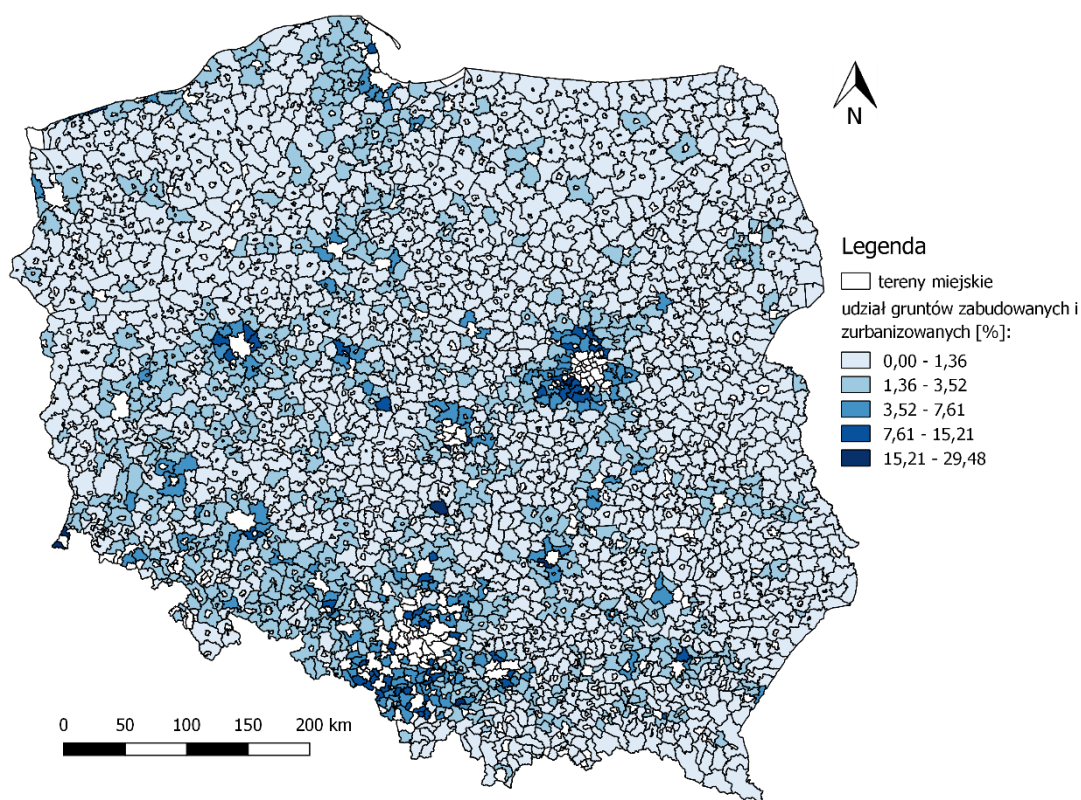 N
Legenda
tereny miejskie
udział gruntów zabudowanych i
zurbanizowanych [%]:
0,00 - 1,36
1,36 - 3,52
3,52 - 7,61
7,61 - 15,21
15,21 - 29,48
0 50 100 150 200 km